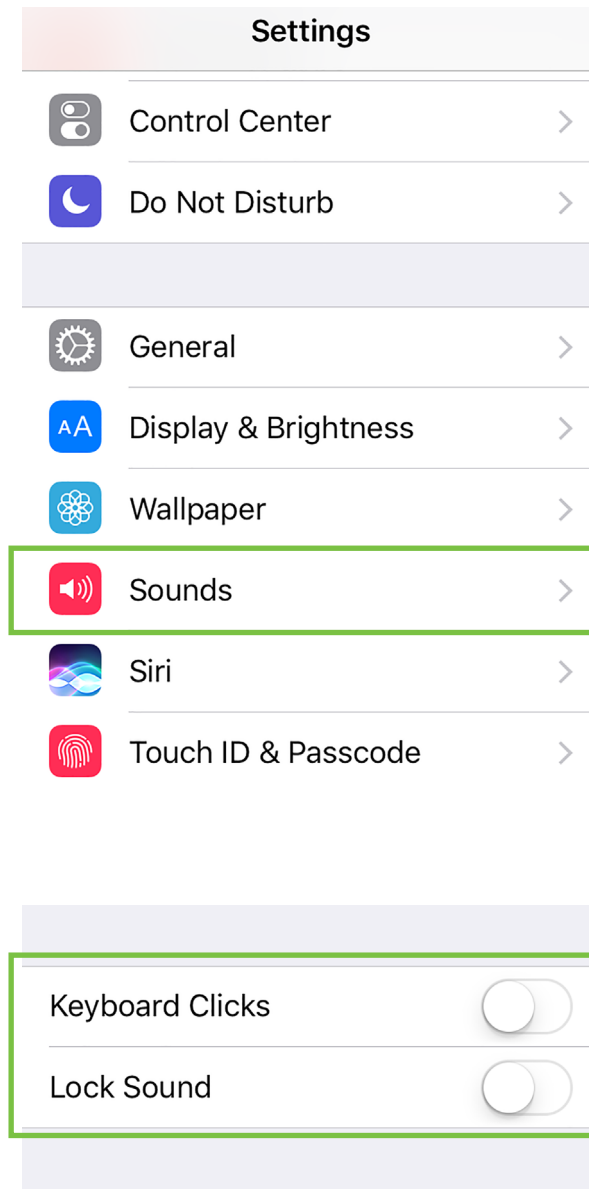 Settings
Control Center
Do Not Disturb
General
AA Display & Brightness
Wallpaper
Sounds
Siri
Touch ID & Passcode
Keyboard Clicks
Lock Sound